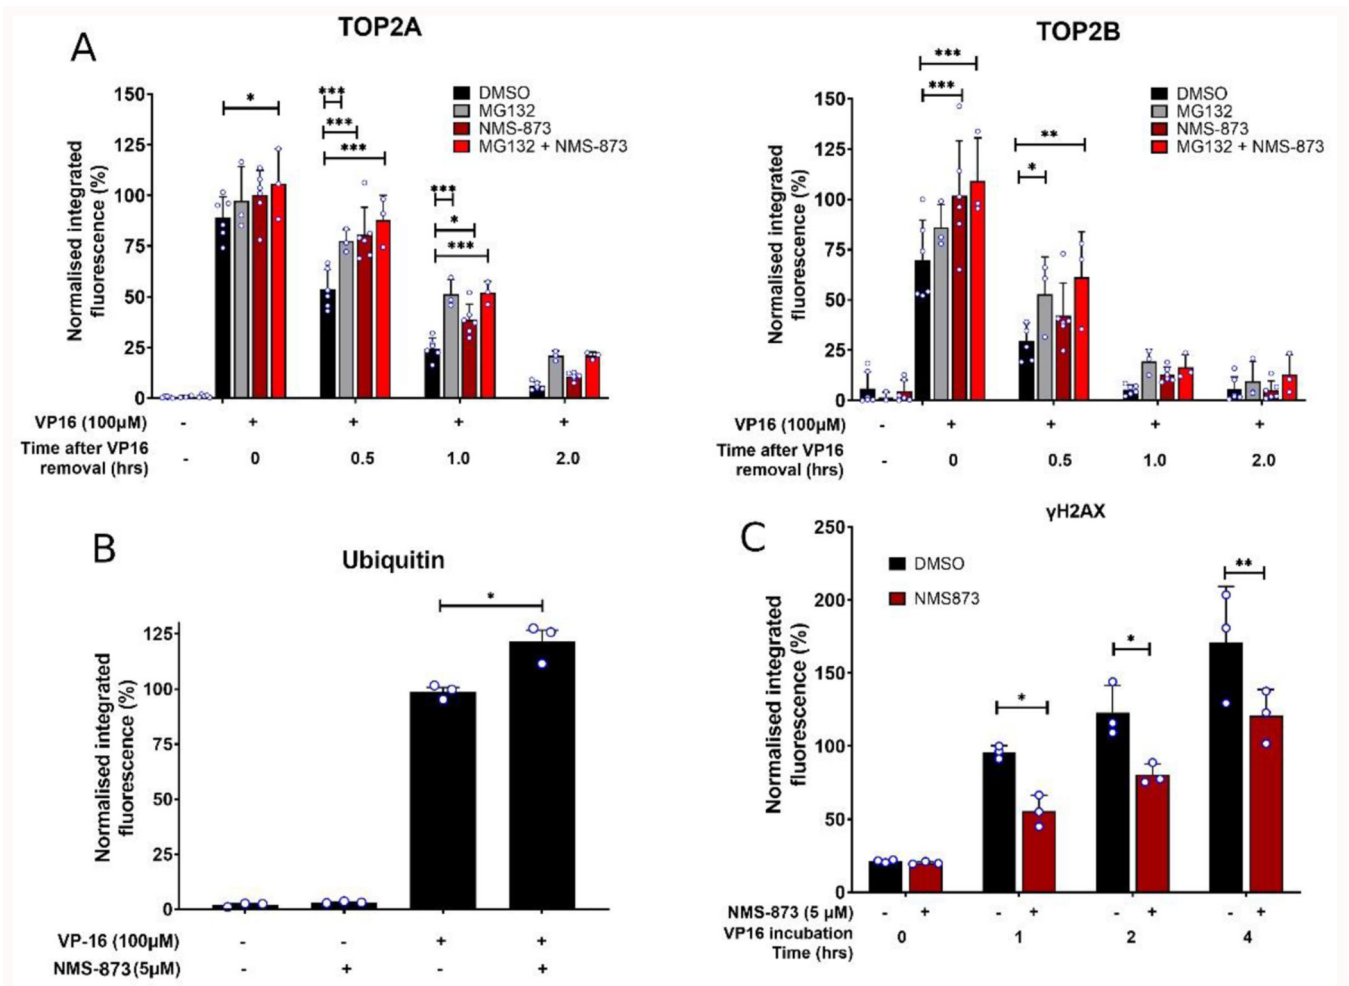 A
TOP2A
Normalised integrated
fluorescence (%)
150
125
100
75
50
25
0
*
***
***
***
***
*
***
DMSO
MG132
NMS-873
MG132 + NMS-873
VP16 (100µM) - + + + +
Time after VP16
removal (hrs) - 0 0.5 1.0 2.0
TOP2B
Normalised integrated
fluorescence (%)
150
125
100
75
50
25
0
***
***
**
*
DMSO
MG132
NMS-873
MG132 + NMS-873
VP16 (100µM) - + + + +
Time after VP16
removal (hrs) - 0 0.5 1.0 2.0
B
Ubiquitin
Normalised integrated
fluorescence (%)
125
100
75
50
25
0
*
VP-16 (100µM) - - + +
NMS-873 (5µM) - + - +
C
γH2AX
Normalised integrated
fluorescence (%)
250
200
150
100
50
0
DMSO
NMS873
*
*
**
NMS-873 (5 µM) - + - + - + - +
VP16 incubation
Time (hrs) 0 1 2 4